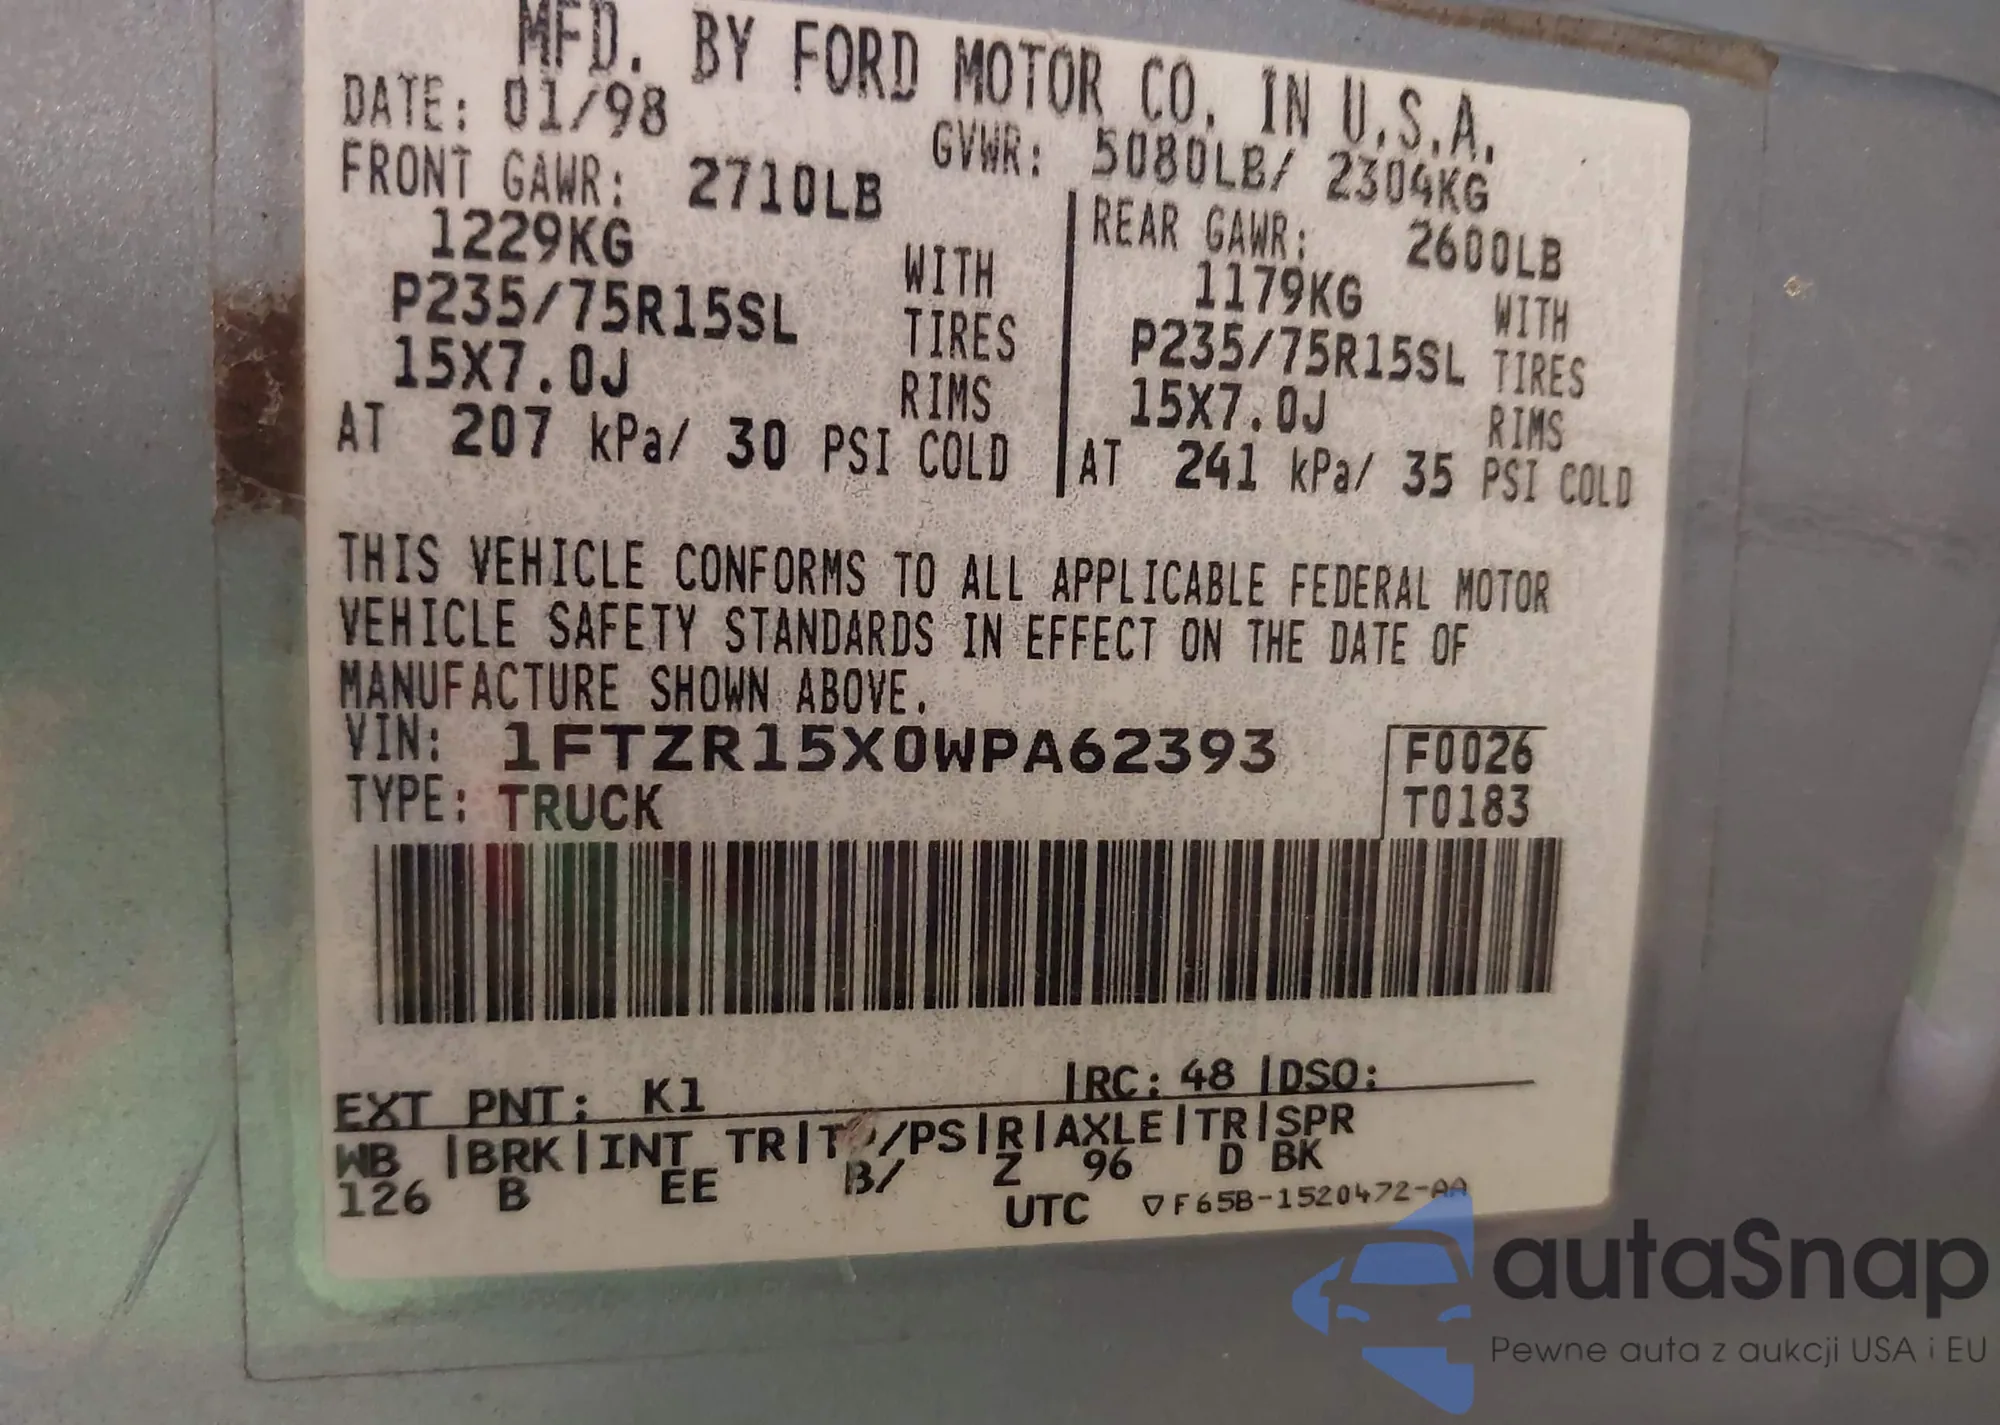 MFD. BY FORD MOTOR CO. IN U.S.A.
DATE: 01/98
GVWR: 5080LB/ 2304KG
FRONT GAWR: 2710LB
1229KG WITH
P235/75R15SL TIRES
15X7.0J RIMS
AT 207 kPa/ 30 PSI COLD
REAR GAWR: 2600LB
1179KG WITH
P235/75R15SL TIRES
15X7.0J RIMS
AT 241 kPa/ 35 PSI COLD
THIS VEHICLE CONFORMS TO ALL APPLICABLE FEDERAL MOTOR
VEHICLE SAFETY STANDARDS IN EFFECT ON THE DATE OF
MANUFACTURE SHOWN ABOVE.
VIN: 1FTZR15X0WPA62393
F0026
TYPE: TRUCK
T0183
EXT PNT: K1 |RC: 48 |DSO:
WB |BRK|INT TR|T /PS|R|AXLE|TR|SPR
126 B EE B/ Z 96 D BK
UTC ▽F65B-1520472-AA
autaSnap
Pewne auta z aukcji USA i EU